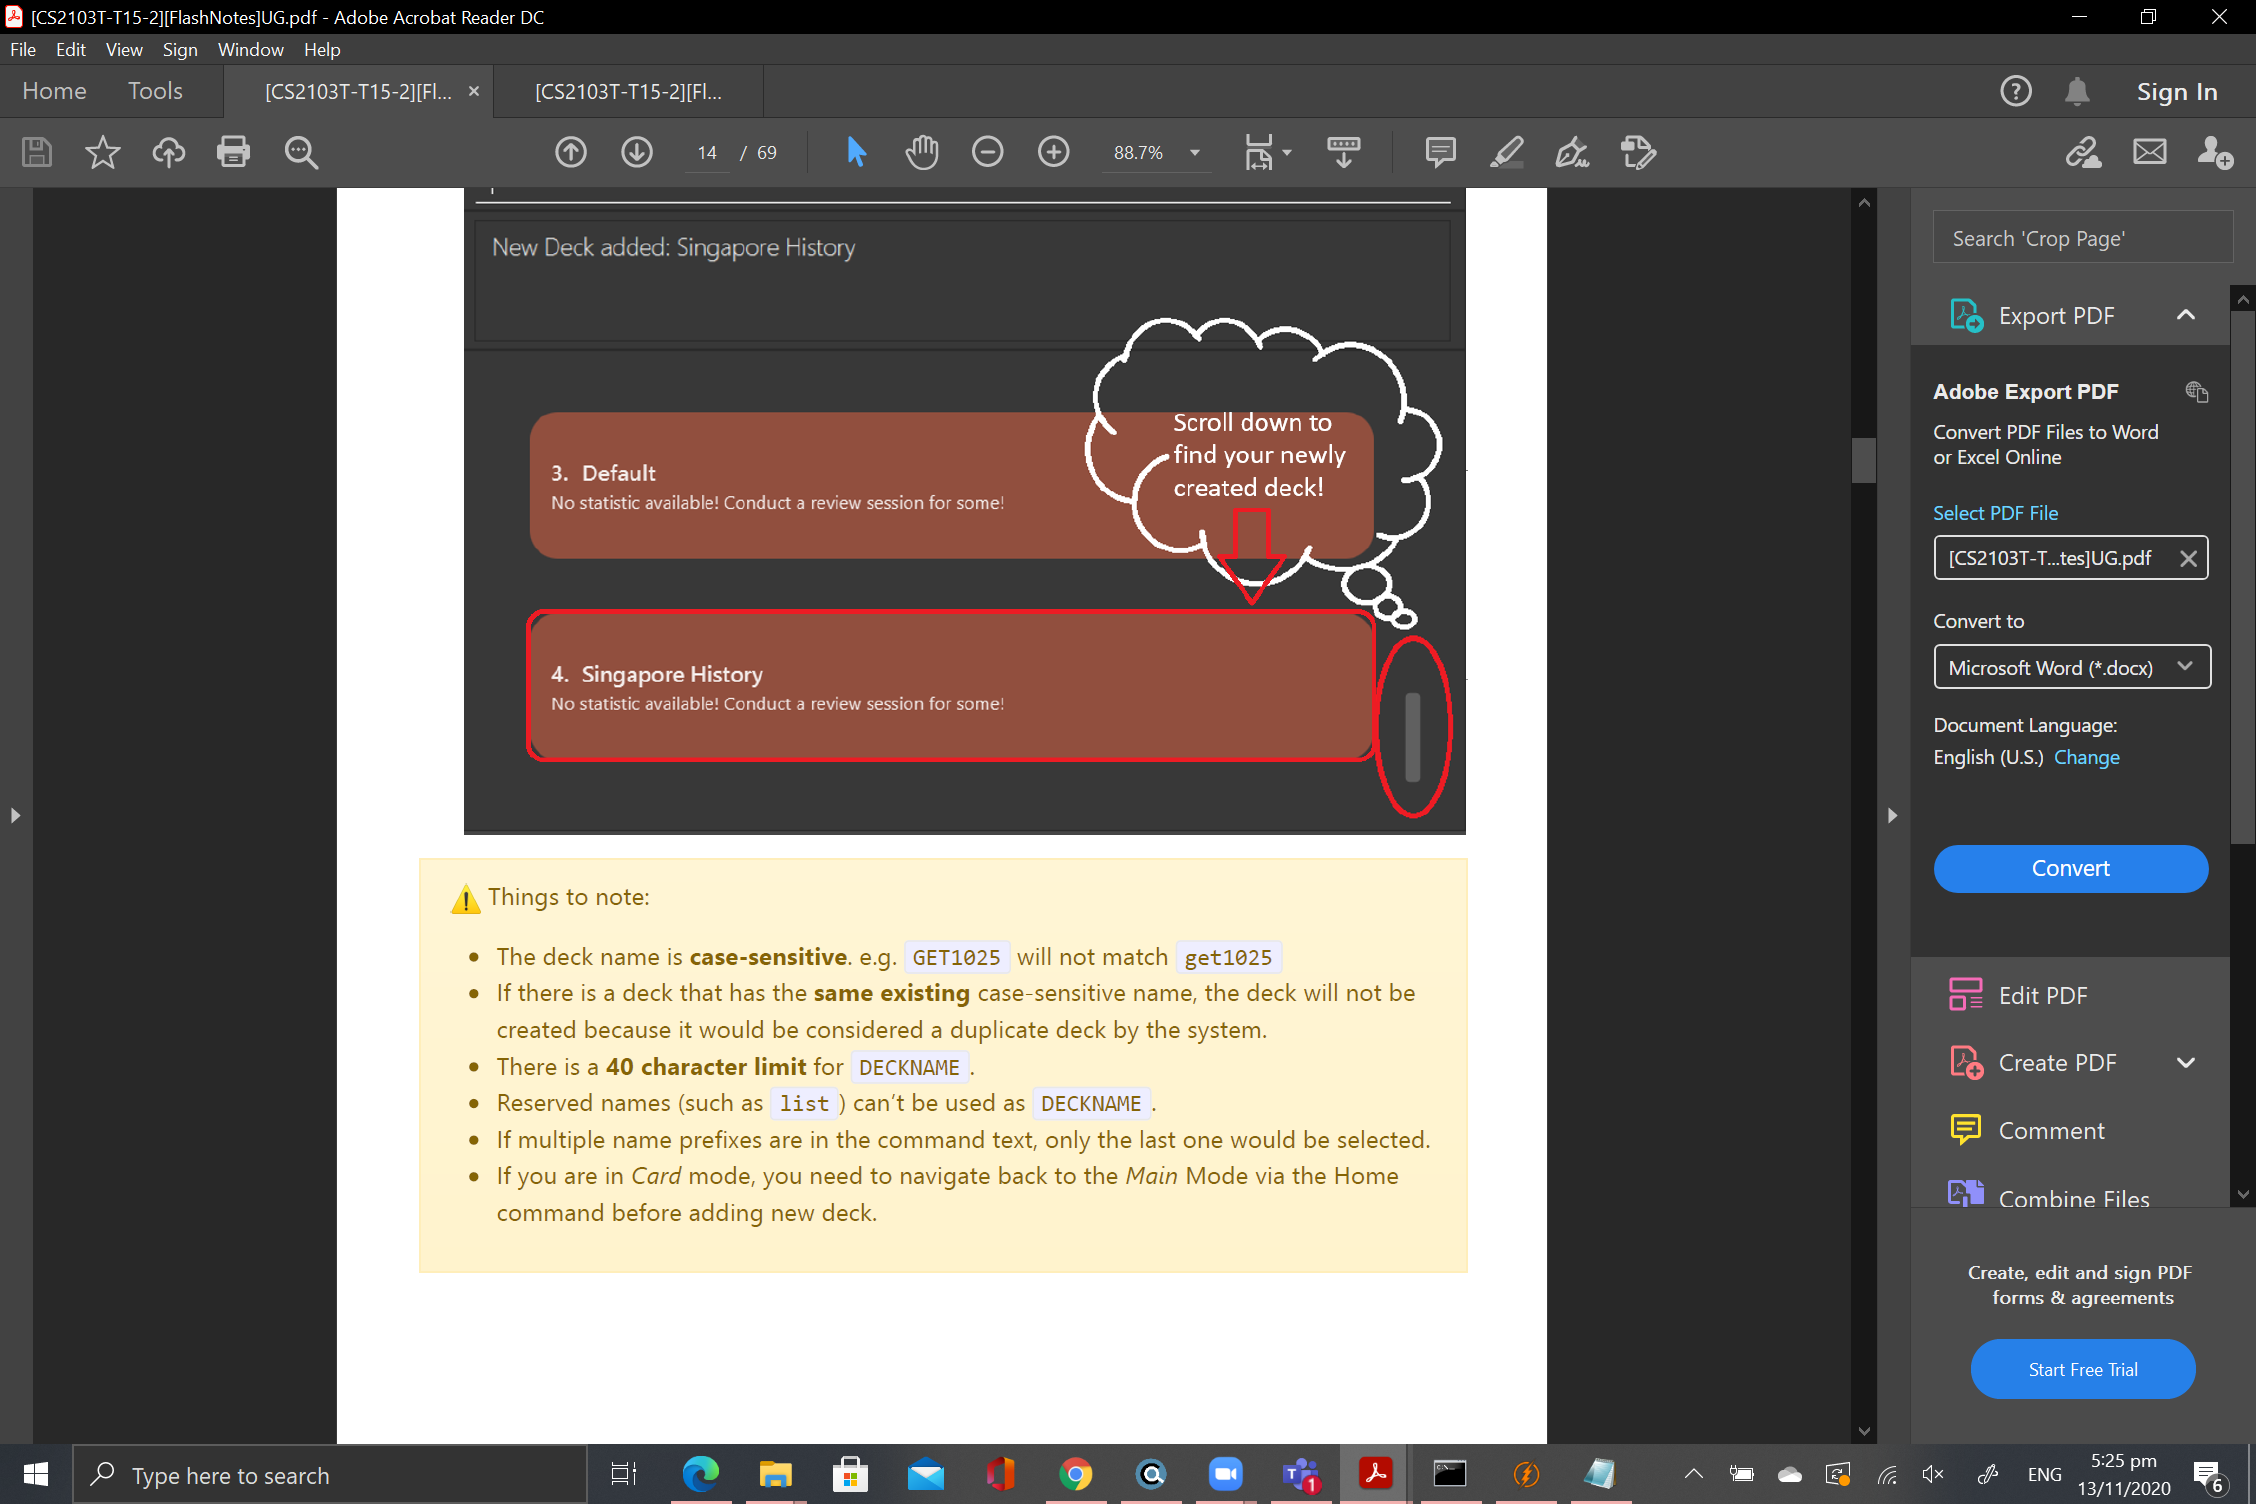 [CS2103T-T15-2][FlashNotes]UG.pdf - Adobe Acrobat Reader DC
File Edit View Sign Window Help
Home Tools [CS2103T-T15-2][Fl... × [CS2103T-T15-2][Fl... Sign In
14 / 69 88.7%
New Deck added: Singapore History
Scroll down to
find your newly
created deck!
3. Default
No statistic available! Conduct a review session for some!
4. Singapore History
No statistic available! Conduct a review session for some!
Things to note:
• The deck name is case-sensitive. e.g. GET1025 will not match get1025
• If there is a deck that has the same existing case-sensitive name, the deck will not be
created because it would be considered a duplicate deck by the system.
• There is a 40 character limit for DECKNAME.
• Reserved names (such as list) can't be used as DECKNAME.
• If multiple name prefixes are in the command text, only the last one would be selected.
• If you are in Card mode, you need to navigate back to the Main Mode via the Home
command before adding new deck.
Search 'Crop Page'
Export PDF
Adobe Export PDF
Convert PDF Files to Word
or Excel Online
Select PDF File
[CS2103T-T...tes]UG.pdf
Convert to
Microsoft Word (*.docx)
Document Language:
English (U.S.) Change
Convert
Edit PDF
Create PDF
Comment
Combine Files
Create, edit and sign PDF
forms & agreements
Start Free Trial
Type here to search
1
ENG
5:25 pm
13/11/2020
6